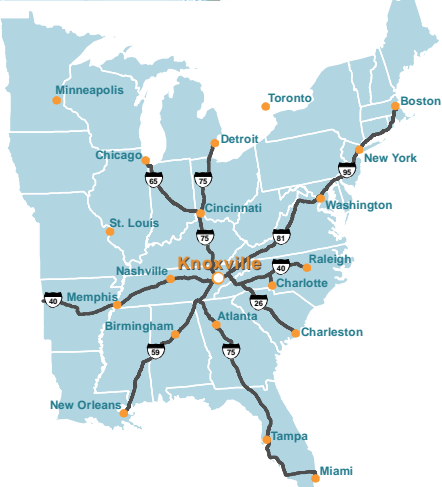 Minneapolis
Toronto
Boston
Detroit
Chicago
New York
95
65
75
Washington
Cincinnati
St. Louis
75
81
Knoxville
Raleigh
Nashville
40
Charlotte
40
Memphis
26
Atlanta
Birmingham
Charleston
59
75
New Orleans
Tampa
Miami